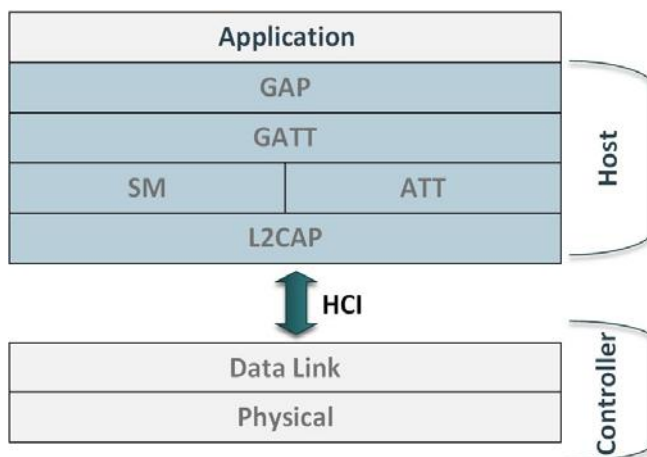 Application
GAP
GATT
SM ATT
L2CAP
Host
HCI
Data Link
Physical
Controller